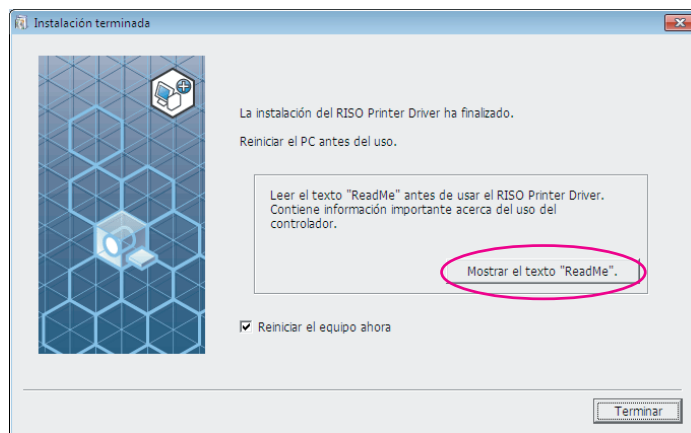 Instalación terminada
La instalación del RISO Printer Driver ha finalizado.
Reiniciar el PC antes del uso.
Leer el texto "ReadMe" antes de usar el RISO Printer Driver.
Contiene información importante acerca del uso del
controlador.
Mostrar el texto "ReadMe".
Reiniciar el equipo ahora
Terminar